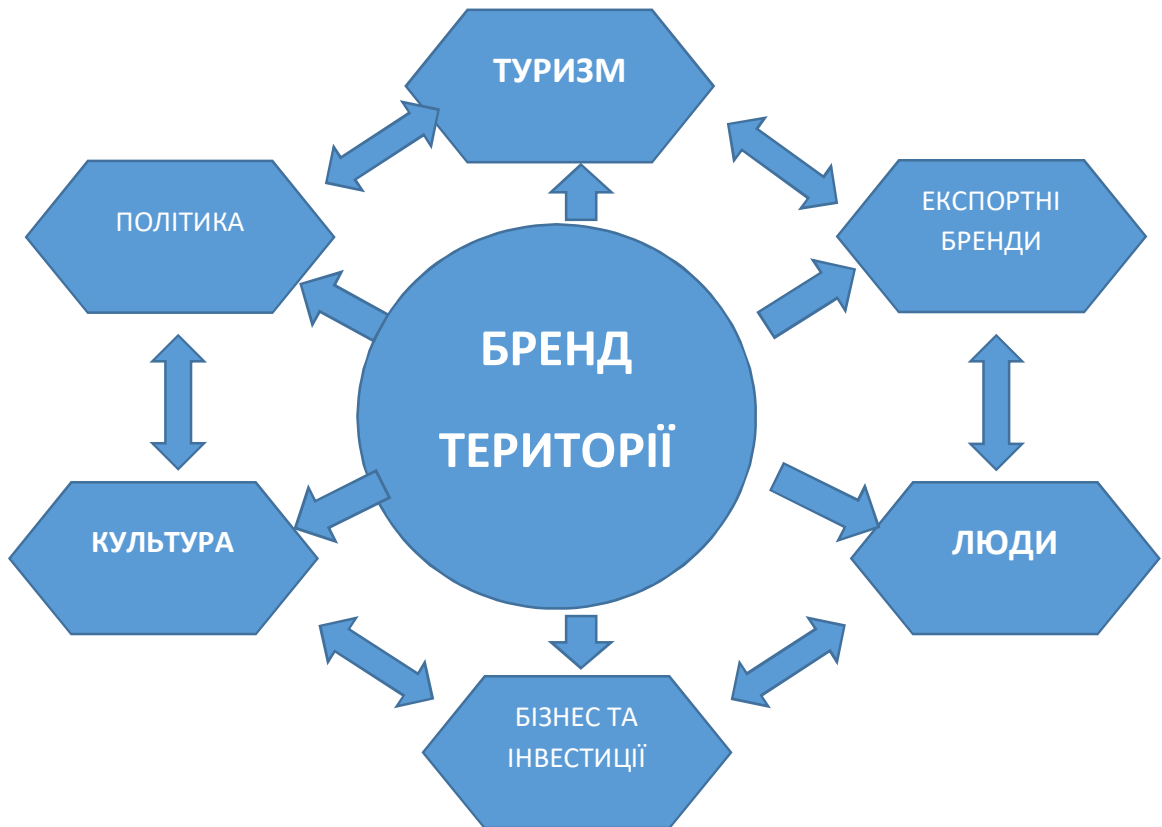 ТУРИЗМ
ПОЛІТИКА
ЕКСПОРТНІ
БРЕНДИ
БРЕНД
ТЕРИТОРІЇ
КУЛЬТУРА
ЛЮДИ
БІЗНЕС ТА
ІНВЕСТИЦІЇ